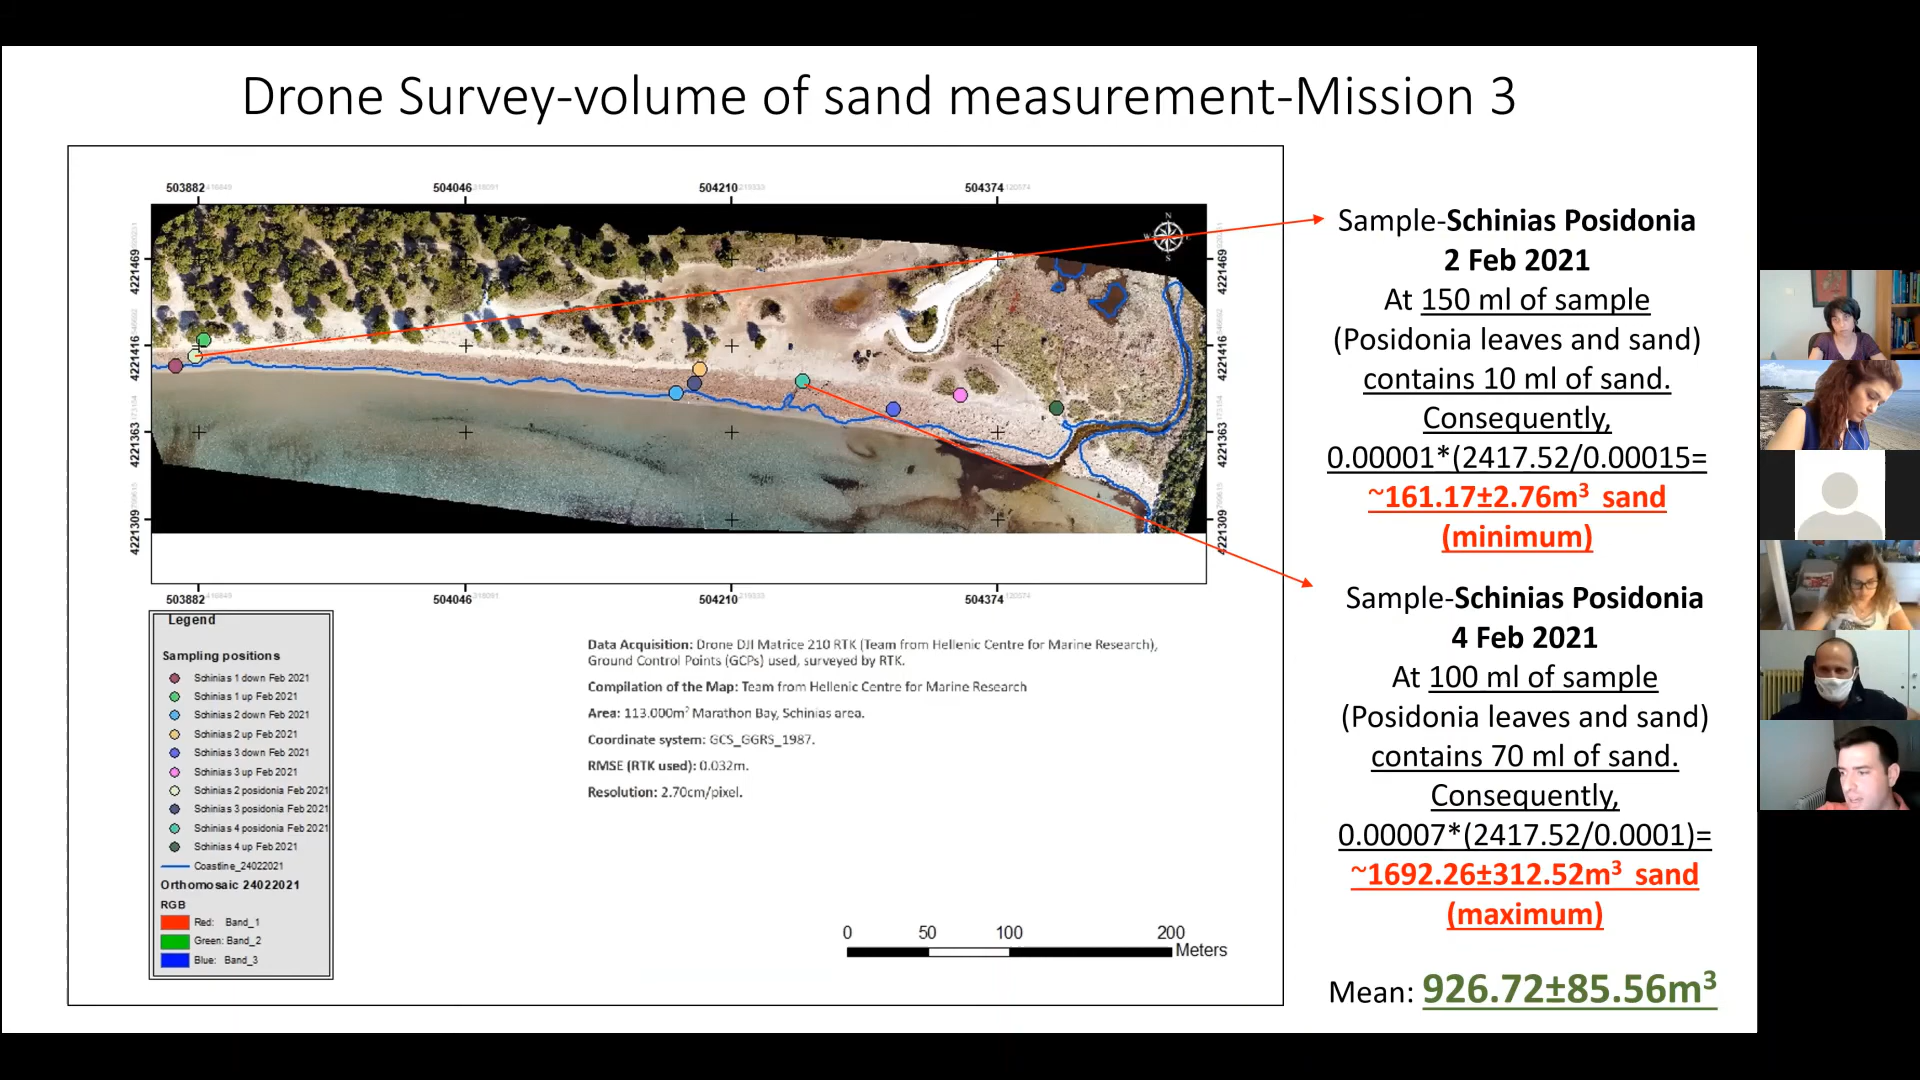 Drone Survey-volume of sand measurement-Mission 3
503882 504046 504210 504374
4221469 4221416 4221363 4221309
4221469 4221416 4221363 4221309
N
S
503882 504046 504210 504374
Legend
Sampling positions
Schinias 1 down Feb 2021
Schinias 1 up Feb 2021
Schinias 2 down Feb 2021
Schinias 2 up Feb 2021
Schinias 3 down Feb 2021
Schinias 3 up Feb 2021
Schinias 2 posidonia Feb 2021
Schinias 3 posidonia Feb 2021
Schinias 4 posidonia Feb 2021
Schinias 4 up Feb 2021
Coastline_24022021
Orthomosaic 24022021
RGB
Red: Band_1
Green: Band_2
Blue: Band_3
Data Acquisition: Drone DJI Matrice 210 RTK (Team from Hellenic Centre for Marine Research),
Ground Control Points (GCPs) used, surveyed by RTK.
Compilation of the Map: Team from Hellenic Centre for Marine Research
Area: 113.000m² Marathon Bay, Schinias area.
Coordinate system: GCS_GGRS_1987.
RMSE (RTK used): 0.032m.
Resolution: 2.70cm/pixel.
0 50 100 200
Meters
Sample-Schinias Posidonia
2 Feb 2021
At 150 ml of sample
(Posidonia leaves and sand)
contains 10 ml of sand.
Consequently,
0.00001*(2417.52/0.00015=
~161.17±2.76m³ sand
(minimum)
Sample-Schinias Posidonia
4 Feb 2021
At 100 ml of sample
(Posidonia leaves and sand)
contains 70 ml of sand.
Consequently,
0.00007*(2417.52/0.0001)=
~1692.26±312.52m³ sand
(maximum)
Mean: 926.72±85.56m³